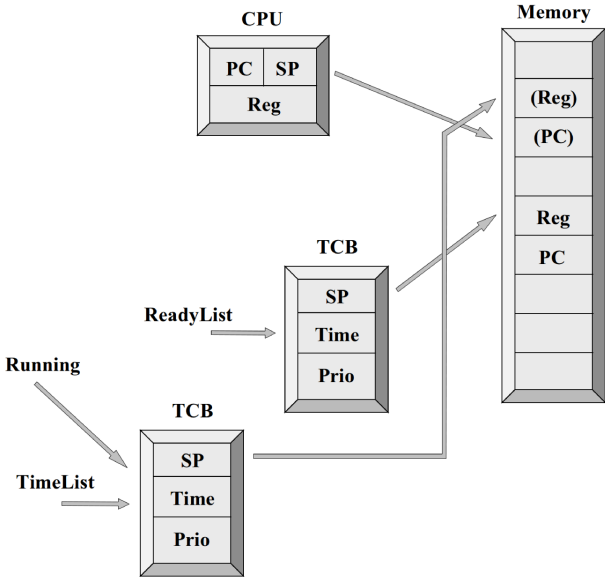 CPU
PC SP
Reg
Memory
(Reg)
(PC)
Reg
PC
TCB
SP
Time
Prio
ReadyList
Running
TimeList
TCB
SP
Time
Prio